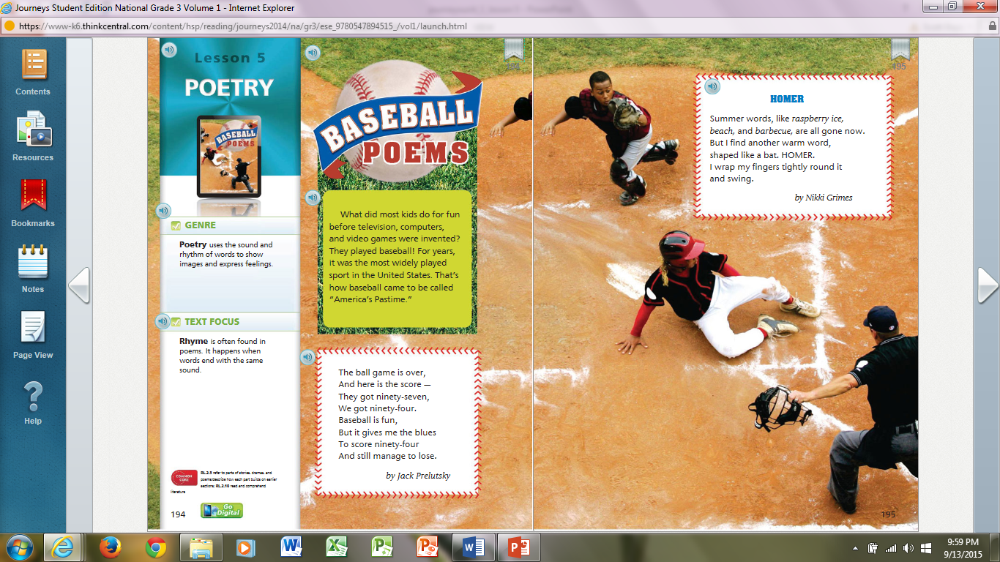 Journeys Student Edition National Grade 3 Volume 1 - Internet Explorer
https://www-k6.thinkcentral.com/content/hsp/reading/journeys2014/na/gr3/ese_9780547894515_/vol1/launch.html
Contents
Resources
Bookmarks
Notes
Page View
Help
Lesson 5
POETRY
BASEBALL
POEMS
GENRE
Poetry uses the sound and
rhythm of words to show
images and express feelings.
TEXT FOCUS
Rhyme is often found in
poems. It happens when
words end with the same
sound.
COMMON
CORE
RL.3.5 refer to parts of stories, dramas, and
poems/describe how each part builds on earlier
sections; RL.3.10 read and comprehend
literature
194
Go
Digital
BASEBALL
POEMS
What did most kids do for fun
before television, computers,
and video games were invented?
They played baseball! For years,
it was the most widely played
sport in the United States. That's
how baseball came to be called
"America's Pastime."
The ball game is over,
And here is the score —
They got ninety-seven,
We got ninety-four.
Baseball is fun,
But it gives me the blues
To score ninety-four
And still manage to lose.
by Jack Prelutsky
495
HOMER
Summer words, like raspberry ice,
beach, and barbecue, are all gone now.
But I find another warm word,
shaped like a bat. HOMER.
I wrap my fingers tightly round it
and swing.
by Nikki Grimes
195
9:59 PM
9/13/2015